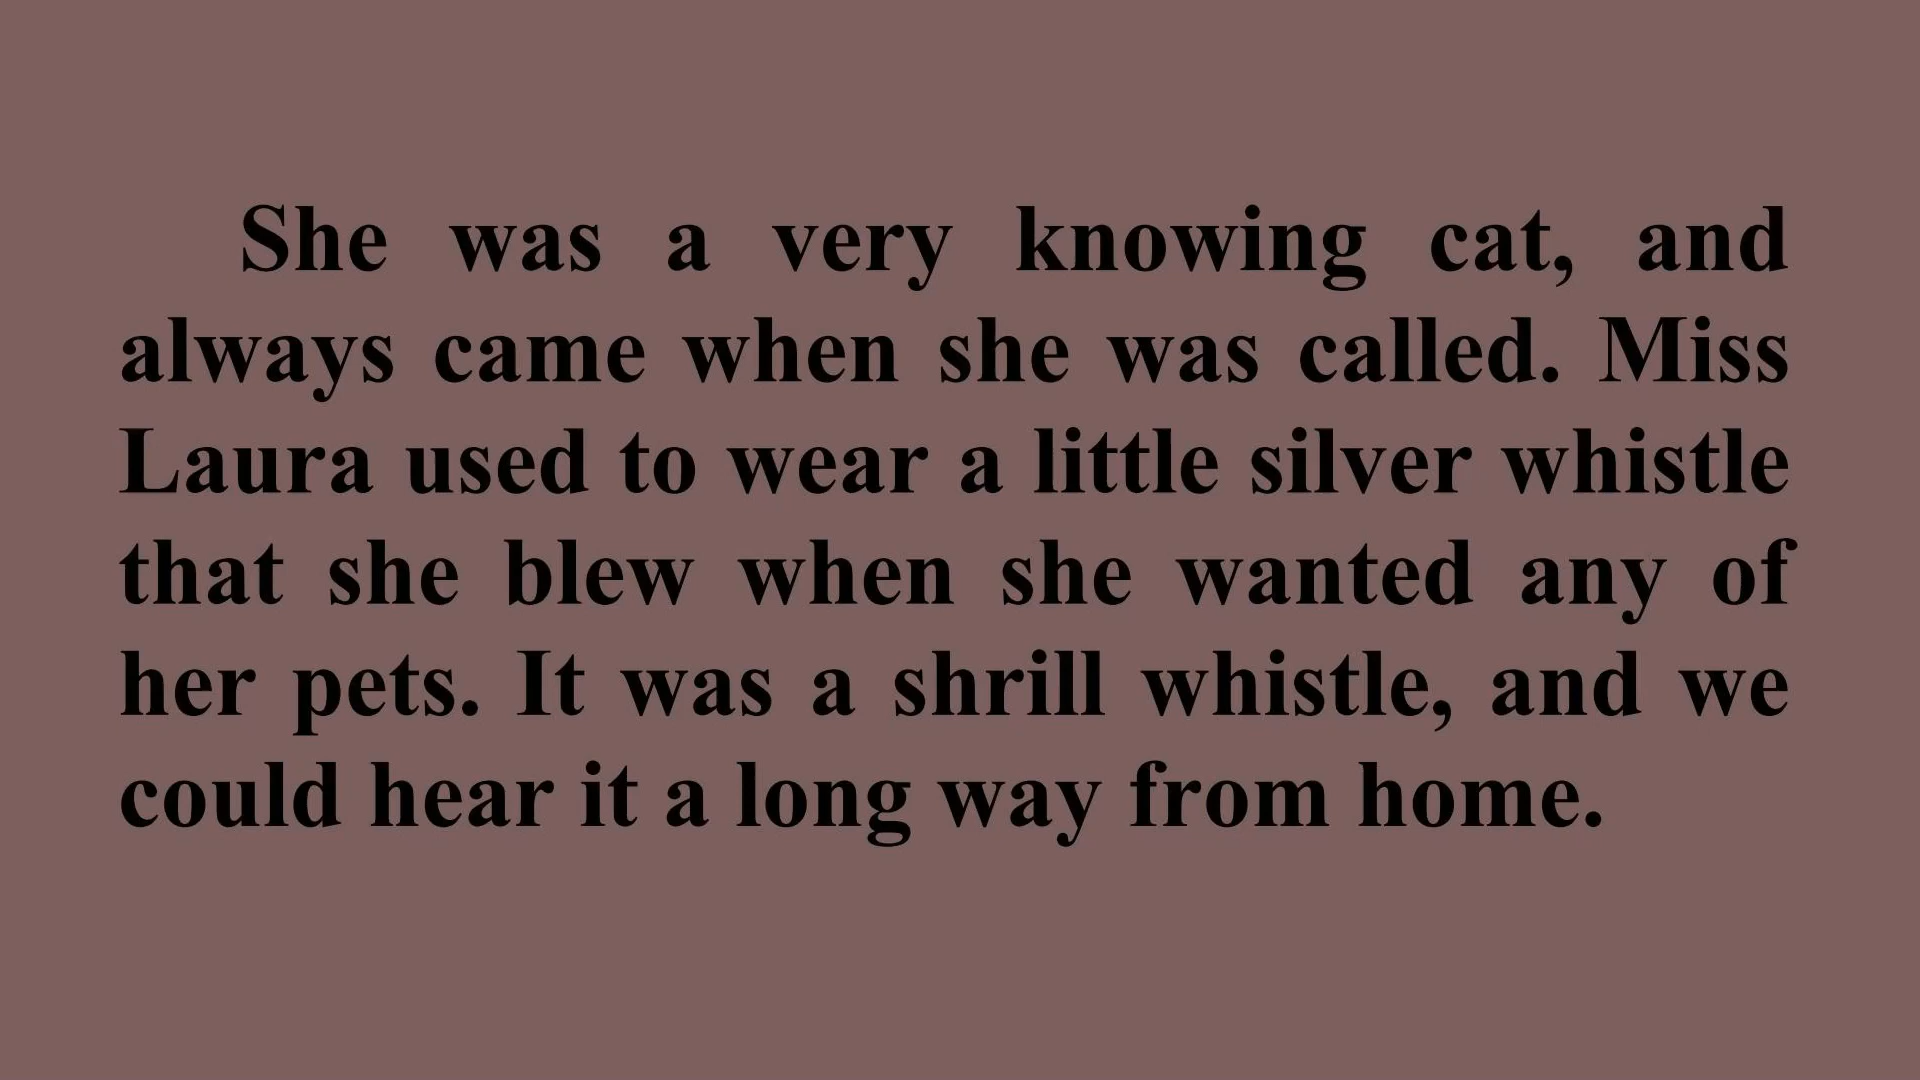 She was a very knowing cat, and
always came when she was called. Miss
Laura used to wear a little silver whistle
that she blew when she wanted any of
her pets. It was a shrill whistle, and we
could hear it a long way from home.